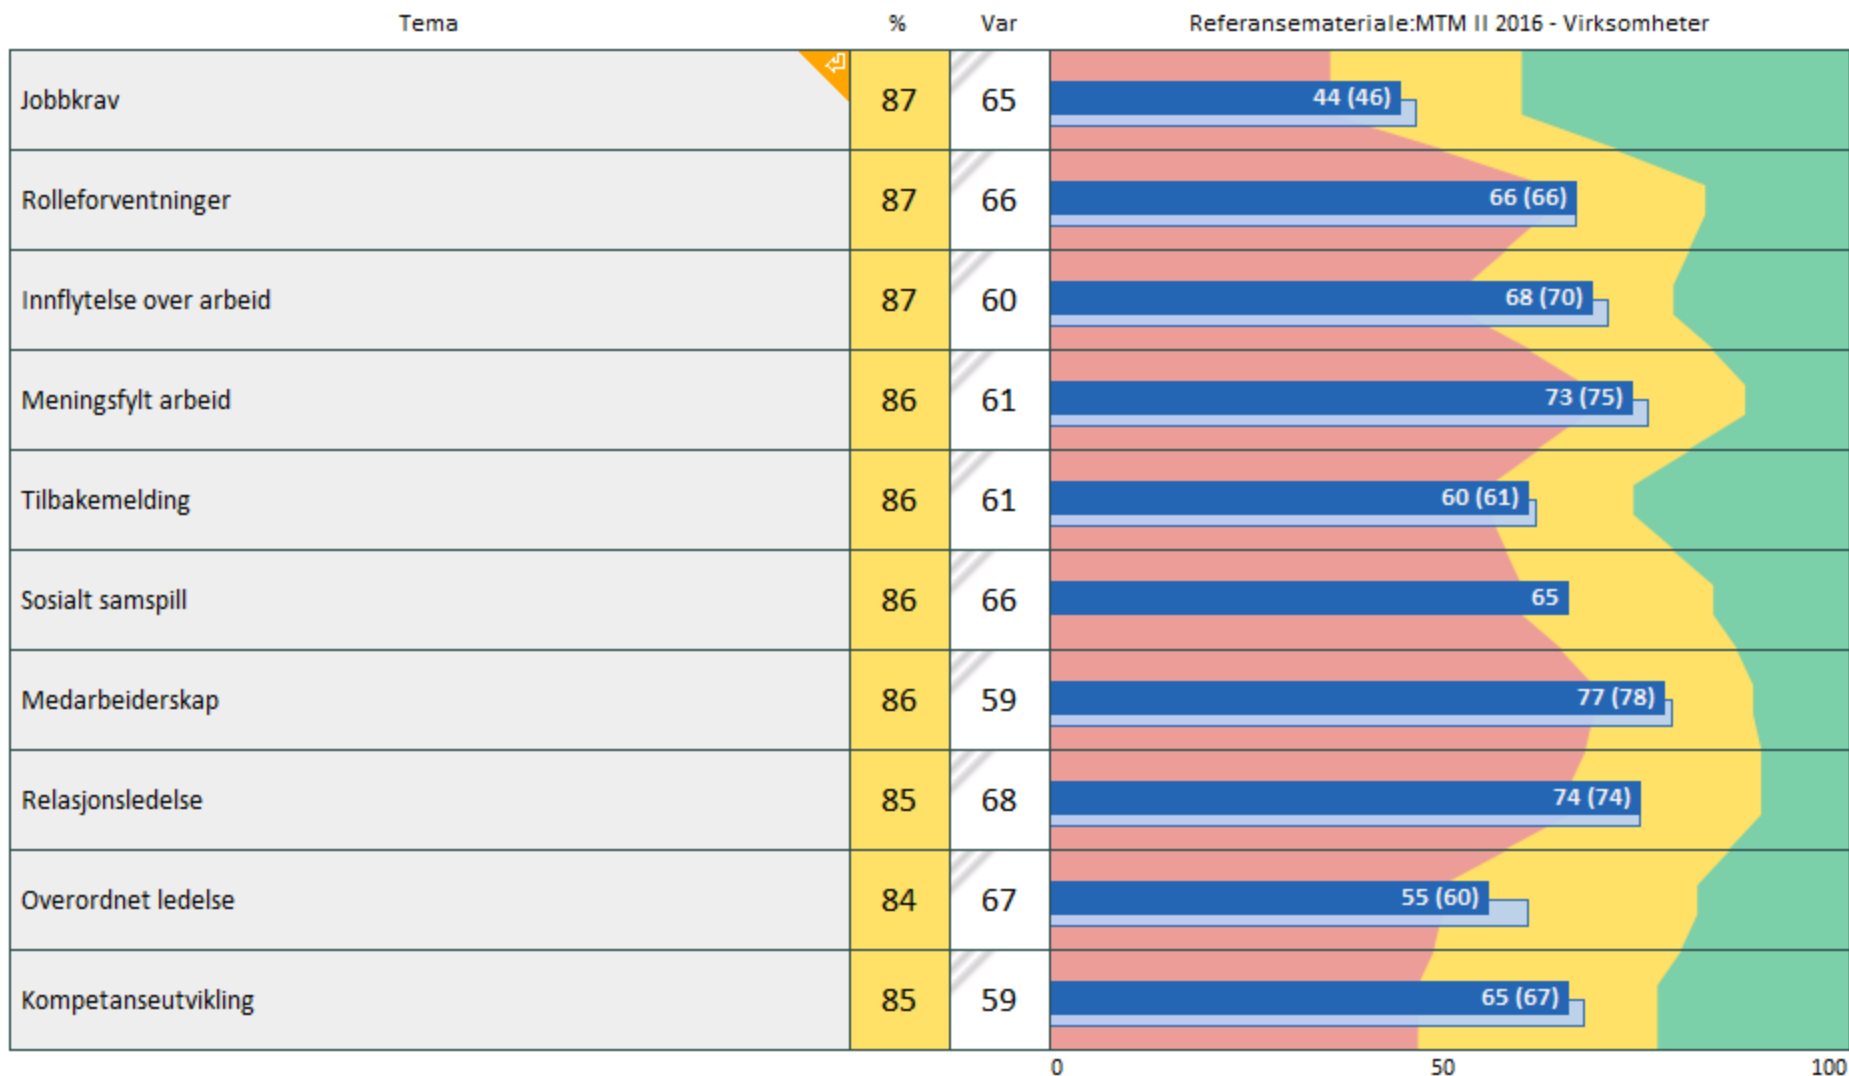 Tema % Var Referansemateriale:MTM II 2016 - Virksomheter
Jobbkrav 87 65 44 (46)
Rolleforventninger 87 66 66 (66)
Innflytelse over arbeid 87 60 68 (70)
Meningsfylt arbeid 86 61 73 (75)
Tilbakemelding 86 61 60 (61)
Sosialt samspill 86 66 65
Medarbeiderskap 86 59 77 (78)
Relasjonsledelse 85 68 74 (74)
Overordnet ledelse 84 67 55 (60)
Kompetanseutvikling 85 59 65 (67)
0 50 100